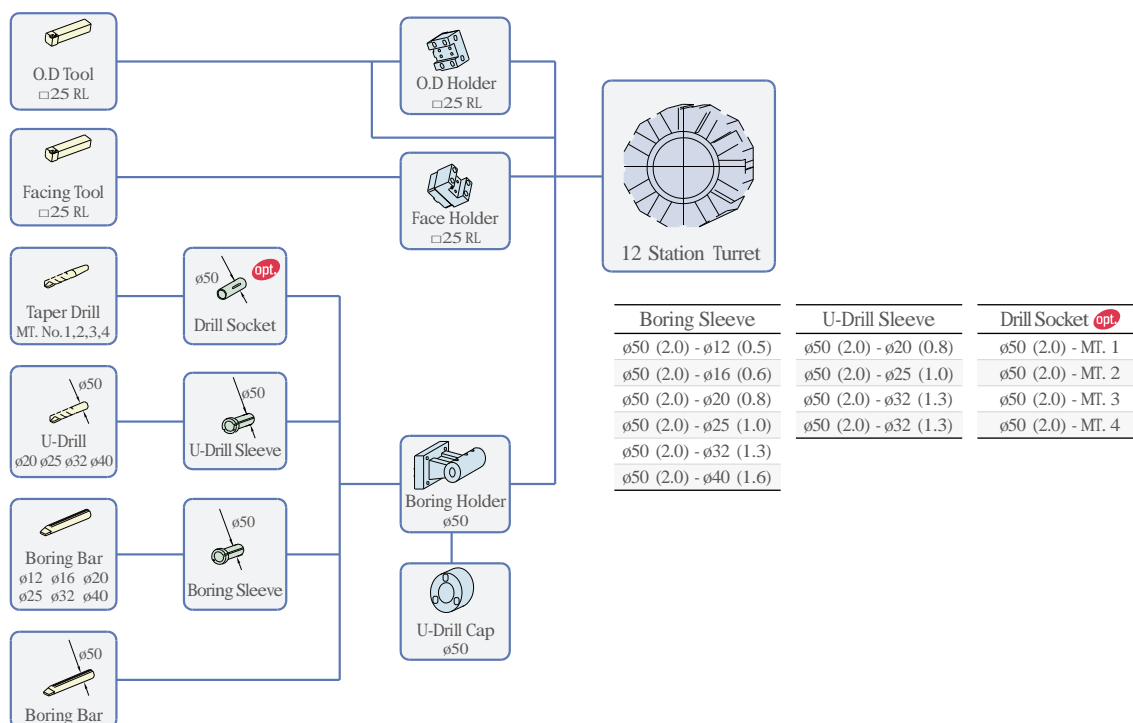 O.D Tool
□25 RL
O.D Holder
□25 RL
Facing Tool
□25 RL
Face Holder
□25 RL
12 Station Turret
ø50
opt.
Taper Drill
MT. No.1,2,3,4
Drill Socket
ø50
U-Drill
ø20 ø25 ø32 ø40
ø50
U-Drill Sleeve
Boring Holder
ø50
Boring Bar
ø12 ø16 ø20
ø25 ø32 ø40
ø50
Boring Sleeve
U-Drill Cap
ø50
ø50
Boring Bar
Boring Sleeve
ø50 (2.0) - ø12 (0.5)
ø50 (2.0) - ø16 (0.6)
ø50 (2.0) - ø20 (0.8)
ø50 (2.0) - ø25 (1.0)
ø50 (2.0) - ø32 (1.3)
ø50 (2.0) - ø40 (1.6)
U-Drill Sleeve
ø50 (2.0) - ø20 (0.8)
ø50 (2.0) - ø25 (1.0)
ø50 (2.0) - ø32 (1.3)
ø50 (2.0) - ø32 (1.3)
Drill Socket opt.
ø50 (2.0) - MT. 1
ø50 (2.0) - MT. 2
ø50 (2.0) - MT. 3
ø50 (2.0) - MT. 4